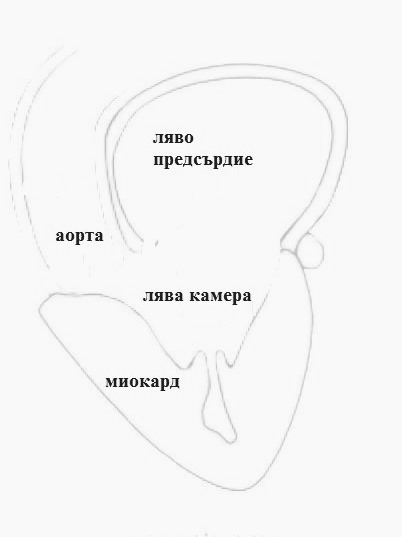 ляво
предсърдие
аорта
лява камера
миокард